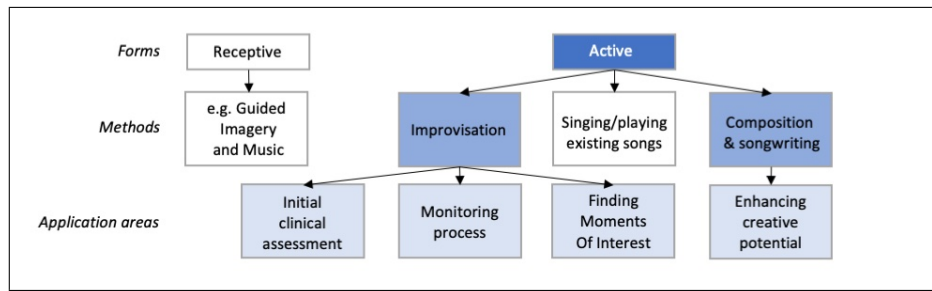 Forms
Receptive
Active
Methods
e.g. Guided
Imagery
and Music
Improvisation
Singing/playing
existing songs
Composition
& songwriting
Application areas
Initial
clinical
assessment
Monitoring
process
Finding
Moments
Of Interest
Enhancing
creative
potential